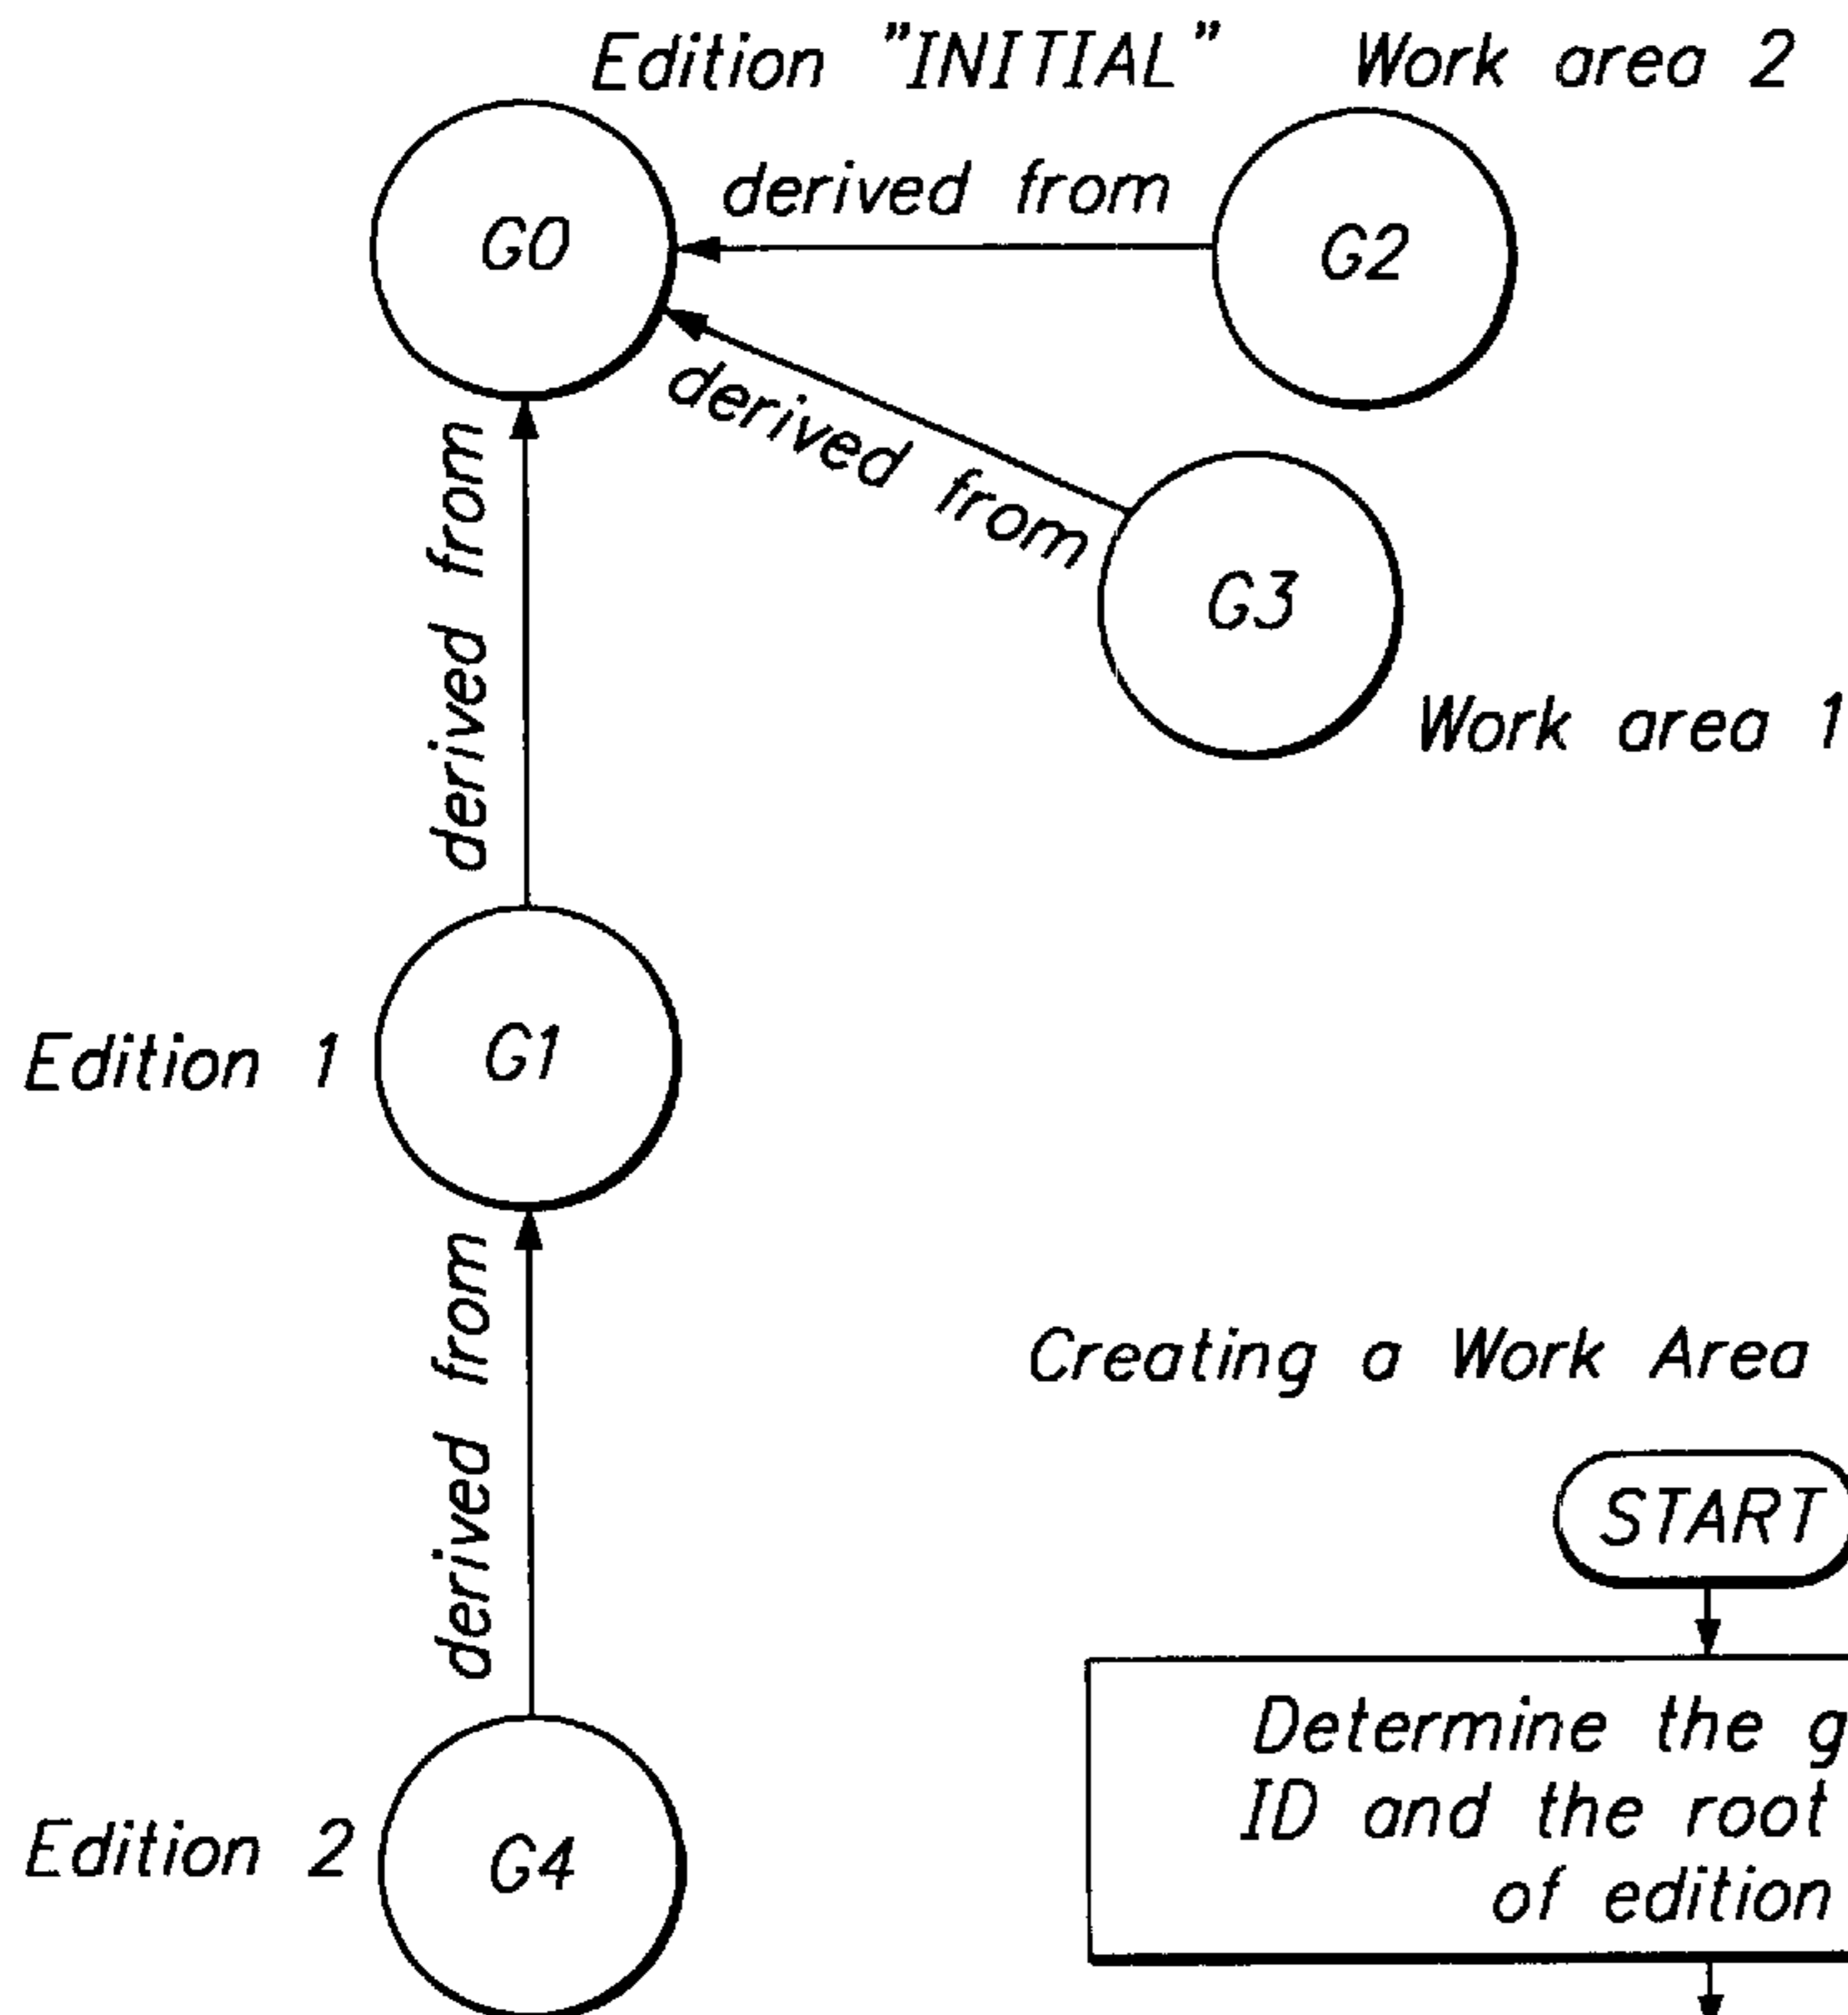 Edition "INITIAL"
Work area 2
G0
derived from
G2
derived from
G3
Work area 1
derived from
Edition 1
G1
derived from
Edition 2
G4
Creating a Work Area
START
Determine the
ID and the root
of edition